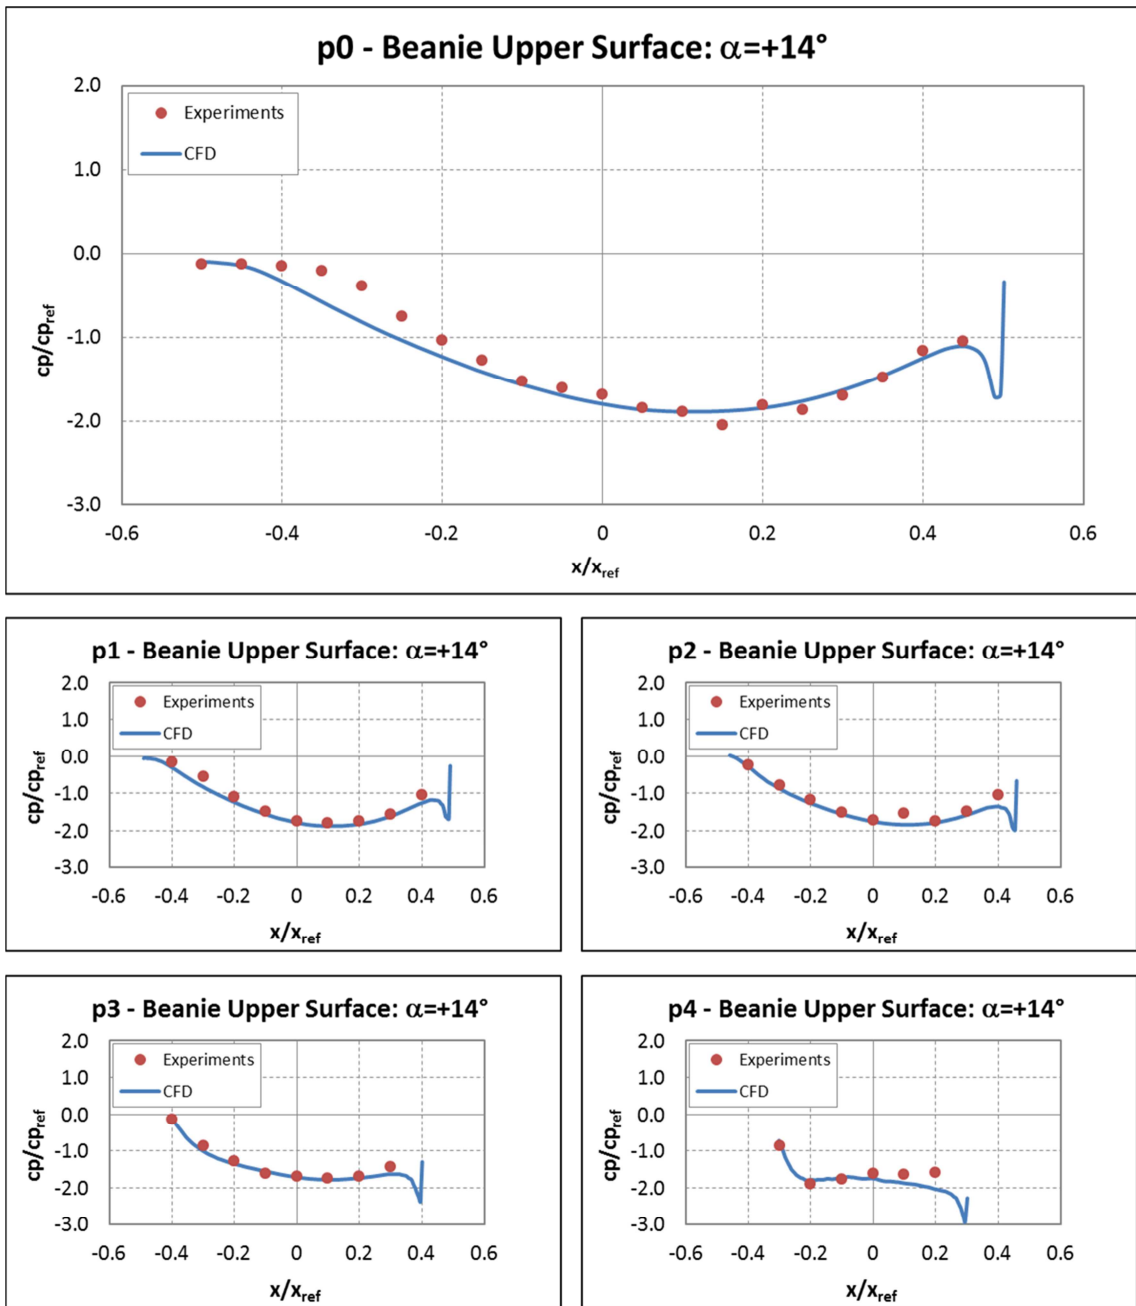 p0 - Beanie Upper Surface: α=+14°
2.0
Experiments
CFD
1.0
0.0
-1.0
-2.0
-3.0
cp/cpref
-0.6 -0.4 -0.2 0 0.2 0.4 0.6
x/xref
p1 - Beanie Upper Surface: α=+14°
2.0
Experiments
1.0
CFD
0.0
-1.0
-2.0
-3.0
cp/cpref
-0.6 -0.4 -0.2 0 0.2 0.4 0.6
x/xref
p2 - Beanie Upper Surface: α=+14°
2.0
Experiments
1.0
CFD
0.0
-1.0
-2.0
-3.0
cp/cpref
-0.6 -0.4 -0.2 0 0.2 0.4 0.6
x/xref
p3 - Beanie Upper Surface: α=+14°
2.0
Experiments
1.0
CFD
0.0
-1.0
-2.0
-3.0
cp/cpref
-0.6 -0.4 -0.2 0 0.2 0.4 0.6
x/xref
p4 - Beanie Upper Surface: α=+14°
2.0
Experiments
1.0
CFD
0.0
-1.0
-2.0
-3.0
cp/cpref
-0.6 -0.4 -0.2 0 0.2 0.4 0.6
x/xref